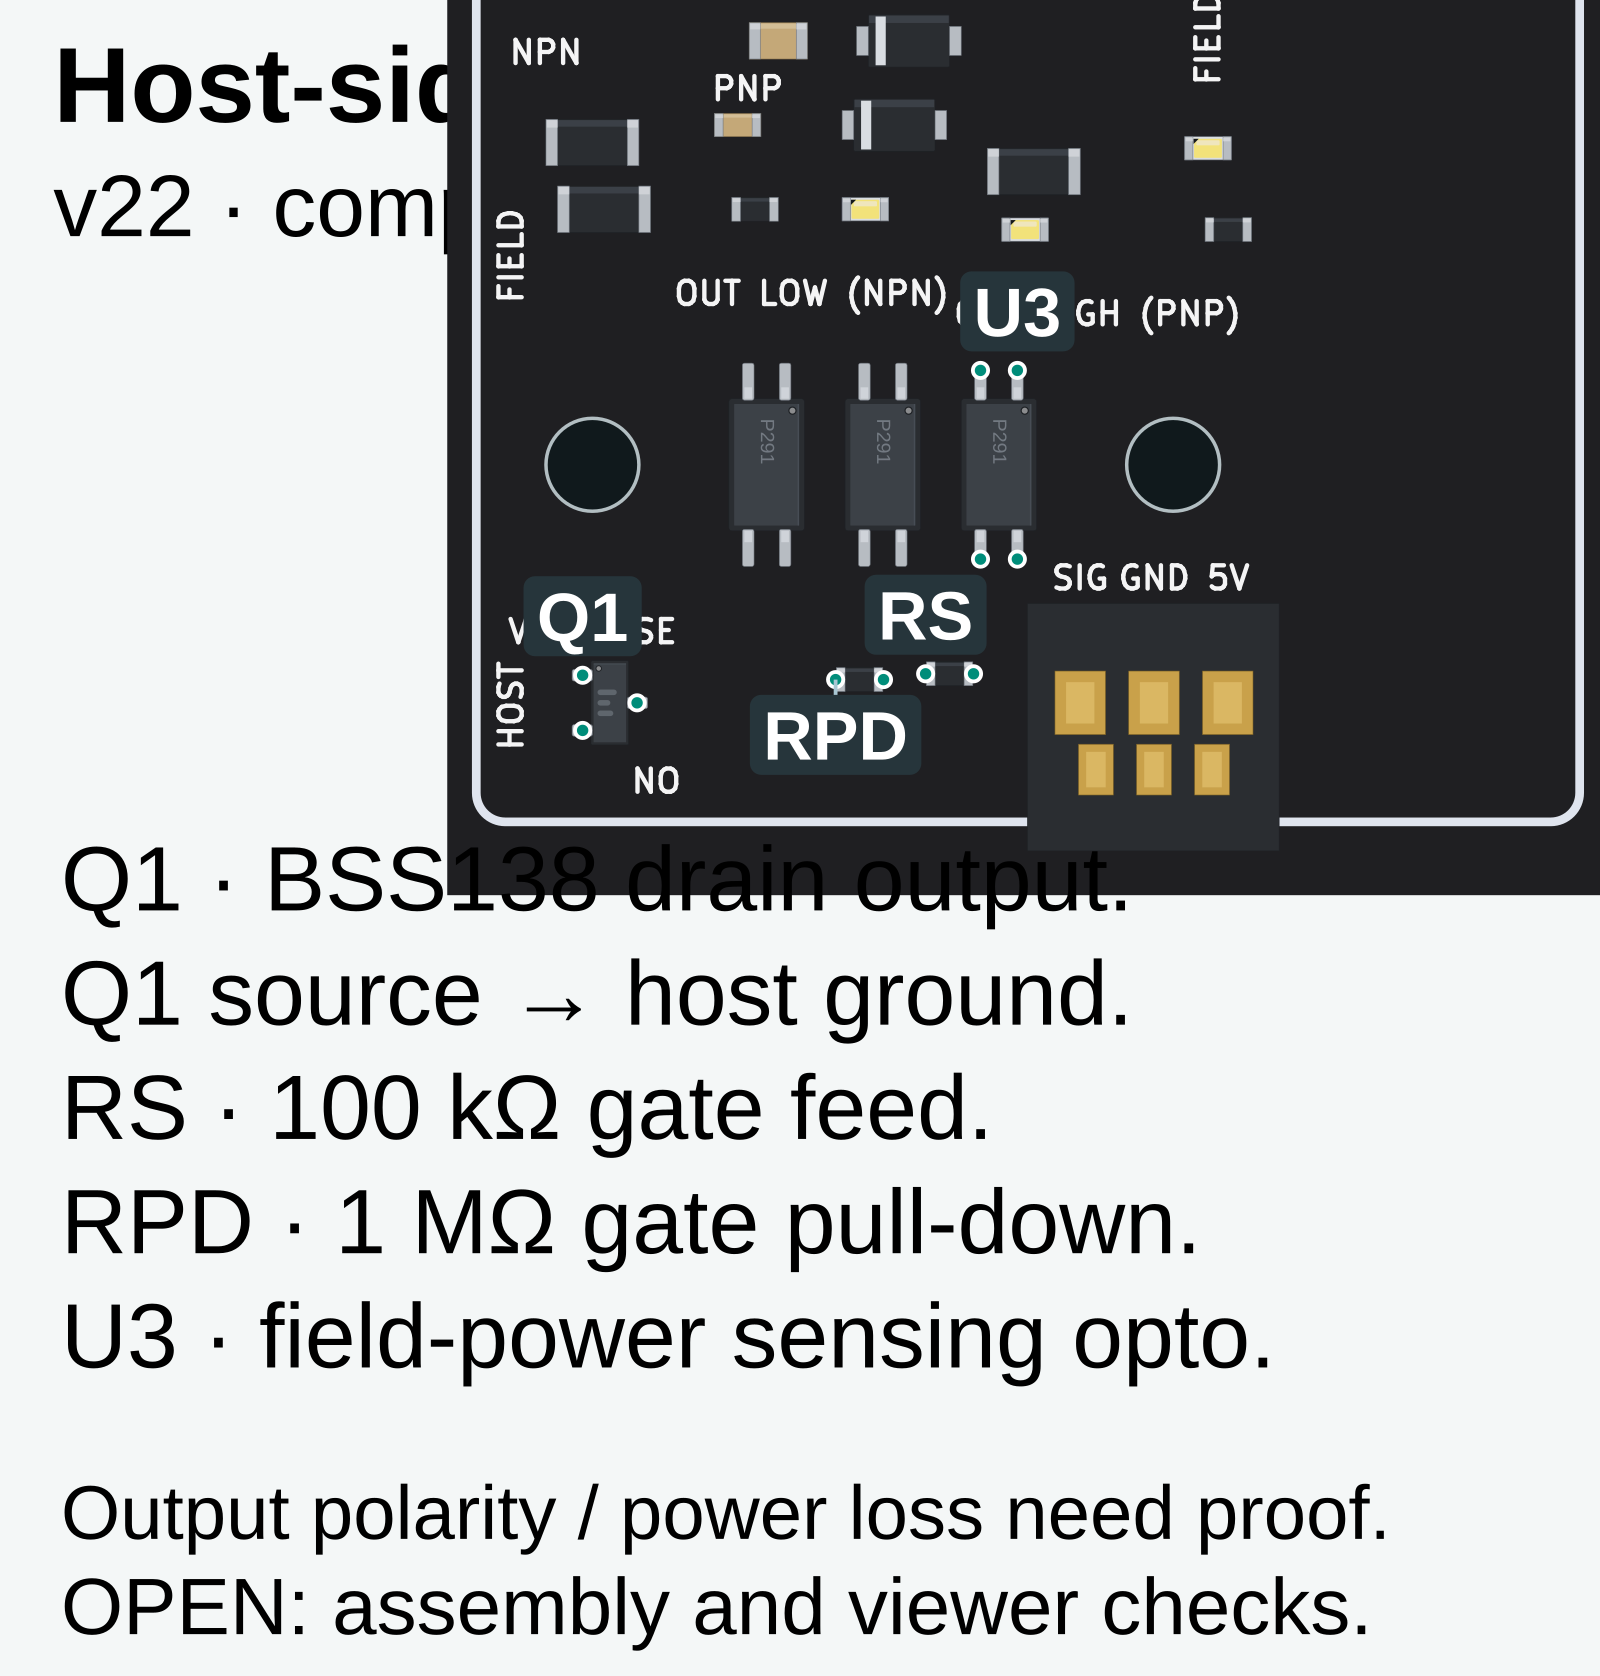 Host-sid
v22 · comp
NPN
PNP
FIELD
FIELD
OUT LOW (NPN)
U3
GH (PNP)
P291
P291
P291
SIG GND 5V
Q1
SE
RS
HOST
RPD
NO
Q1 · BSS138 drain output.
Q1 source → host ground.
RS · 100 kΩ gate feed.
RPD · 1 MΩ gate pull-down.
U3 · field-power sensing opto.
Output polarity / power loss need proof.
OPEN: assembly and viewer checks.